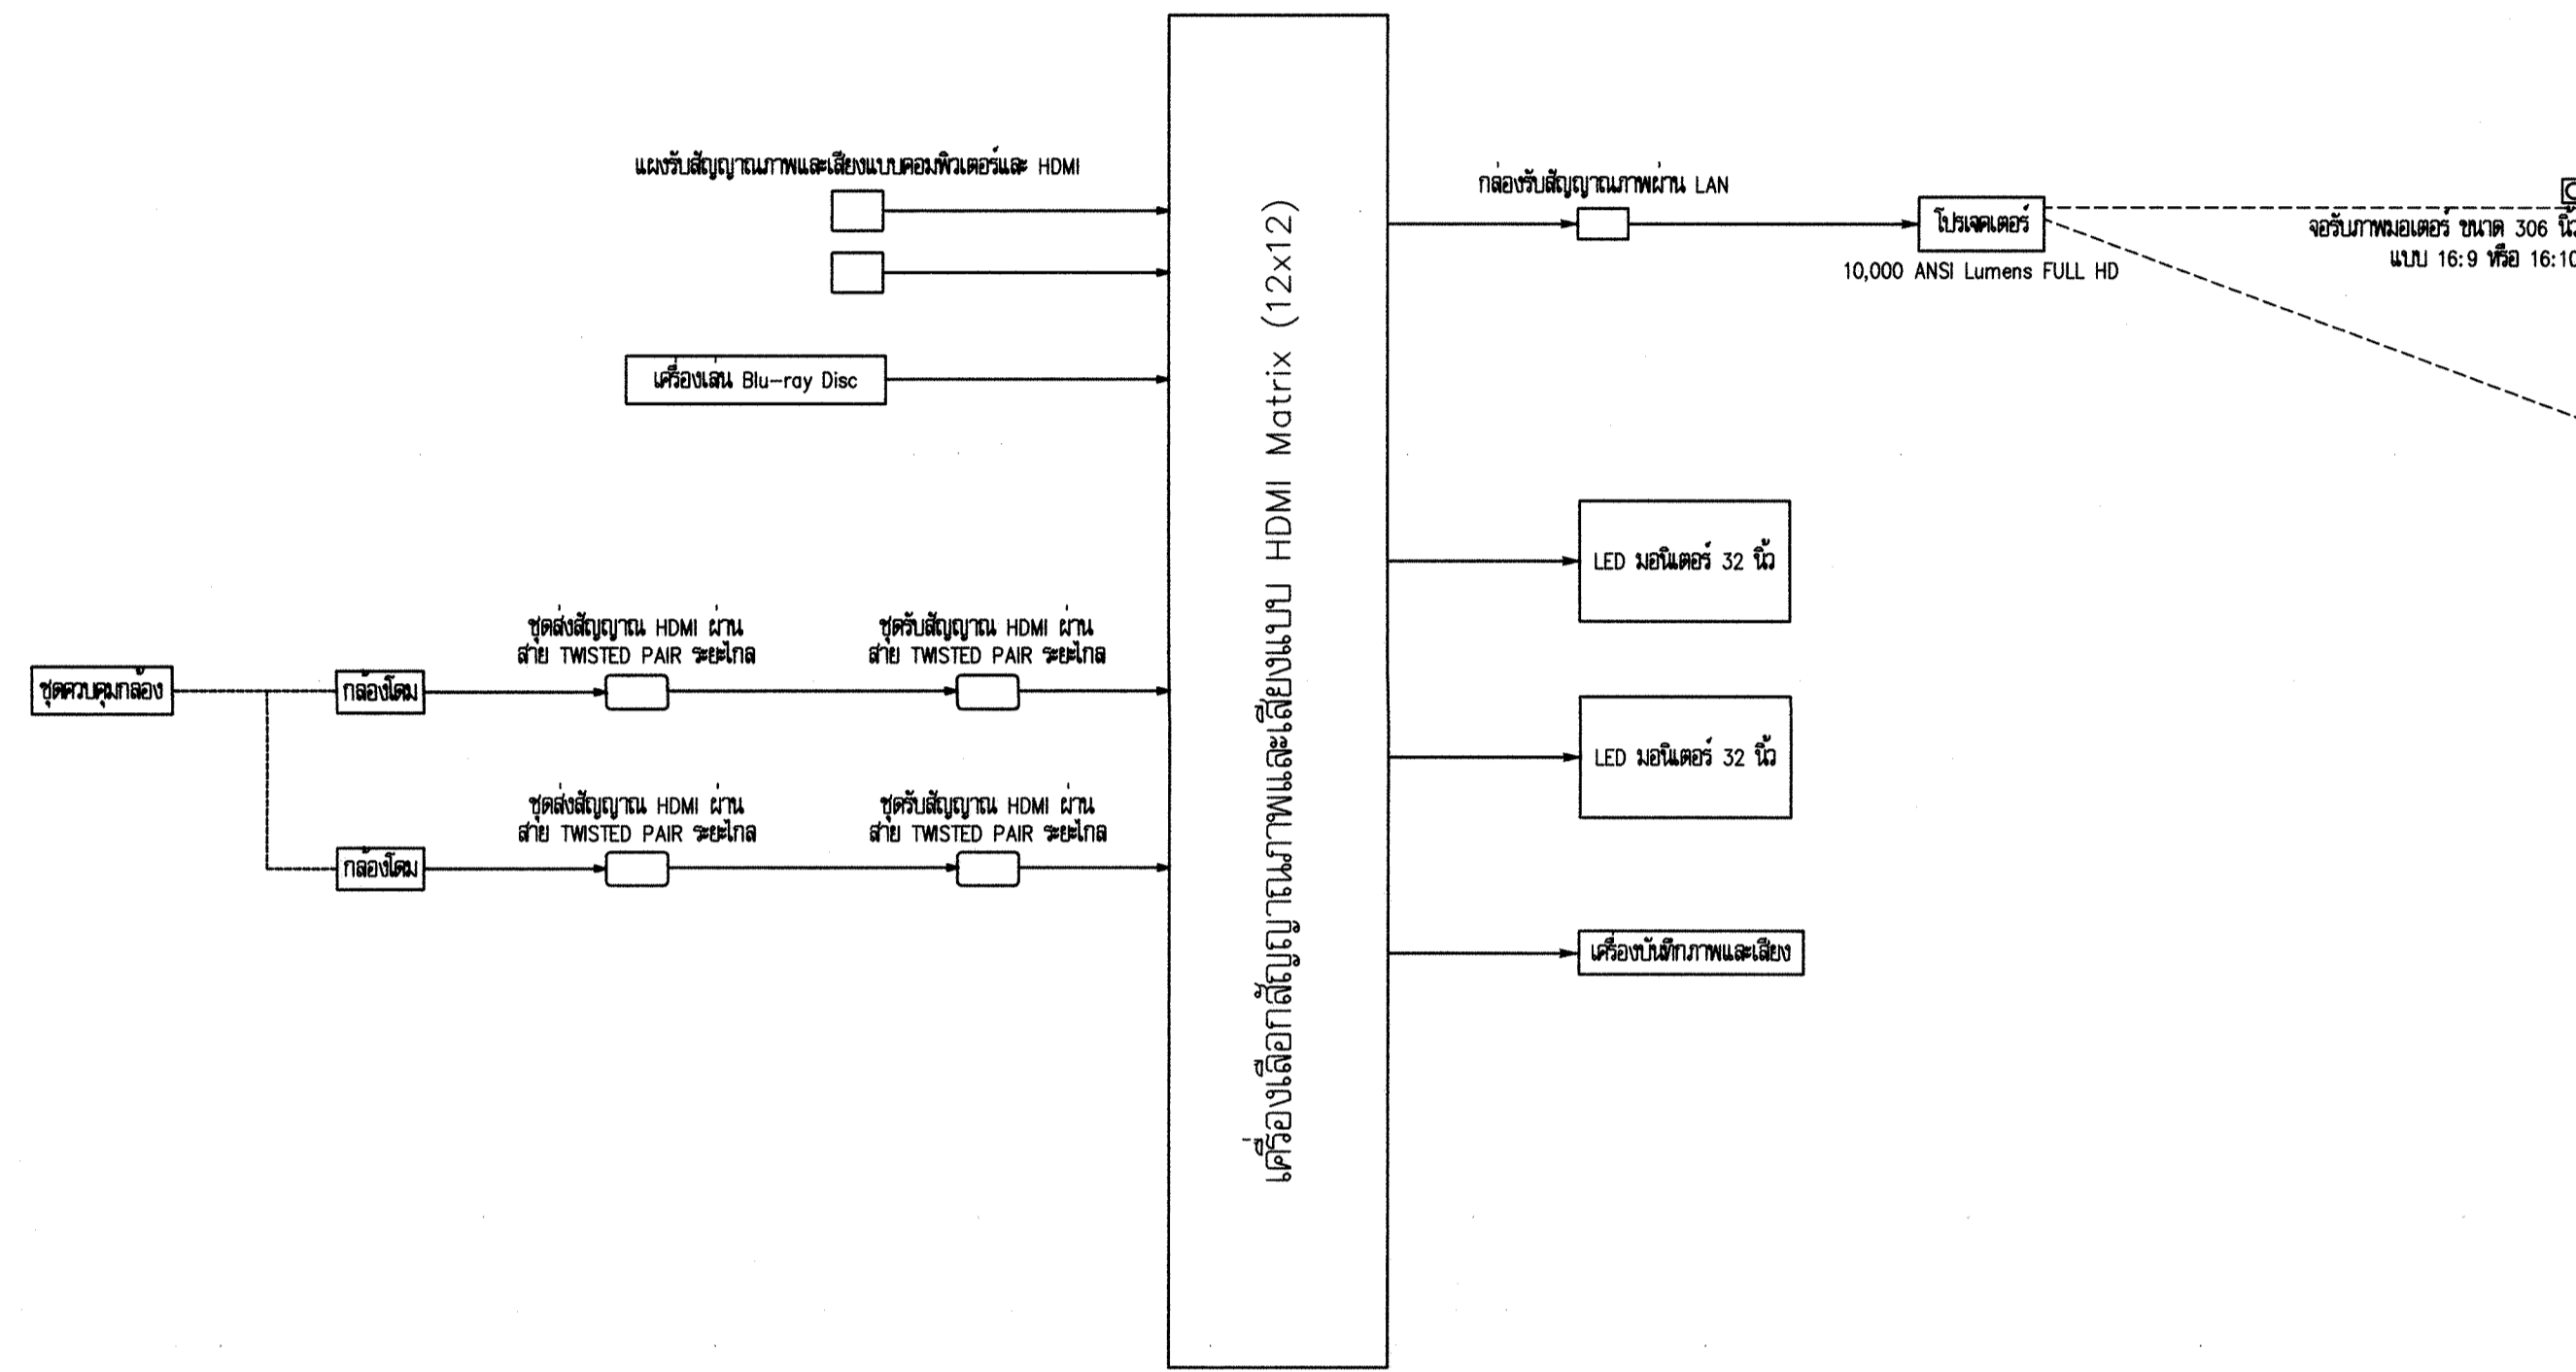 แผงรับสัญญาณภาพและเสียงแบบคอมพิวเตอร์และ HDMI
เครื่องเล่น Blu-ray Disc
ชุดควบคุมกล้อง
กล้องโดม
ชุดส่งสัญญาณ HDMI ผ่าน
สาย TWISTED PAIR ระยะไกล
ชุดรับสัญญาณ HDMI ผ่าน
สาย TWISTED PAIR ระยะไกล
กล้องโดม
ชุดส่งสัญญาณ HDMI ผ่าน
สาย TWISTED PAIR ระยะไกล
ชุดรับสัญญาณ HDMI ผ่าน
สาย TWISTED PAIR ระยะไกล
เครื่องเลือกสัญญาณภาพและเสียงแบบ HDMI Matrix (12x12)
กล่องรับสัญญาณภาพผ่าน LAN
โปรเจคเตอร์
10,000 ANSI Lumens FULL HD
จอรับภาพมอเตอร์ ขนาด 306 นิ้ว
แบบ 16:9 หรือ 16:10
LED มอนิเตอร์ 32 นิ้ว
LED มอนิเตอร์ 32 นิ้ว
เครื่องบันทึกภาพและเสียง